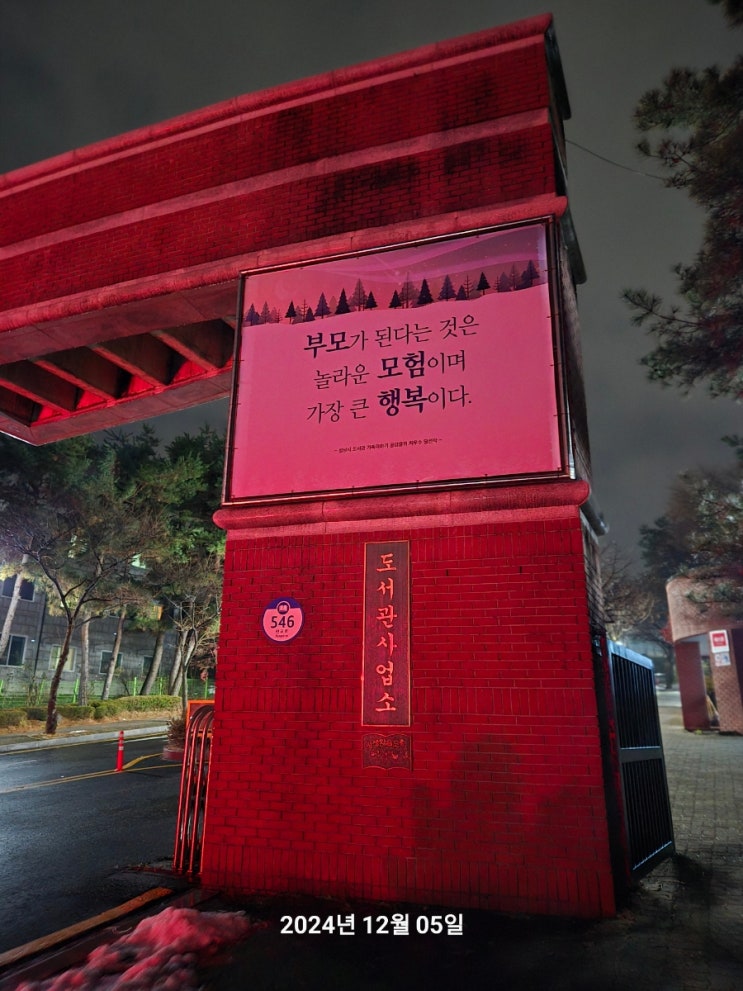 부모가 된다는 것은
놀라운 모험이며
가장 큰 행복이다.
546
도서관사업소
2024년 12월 05일